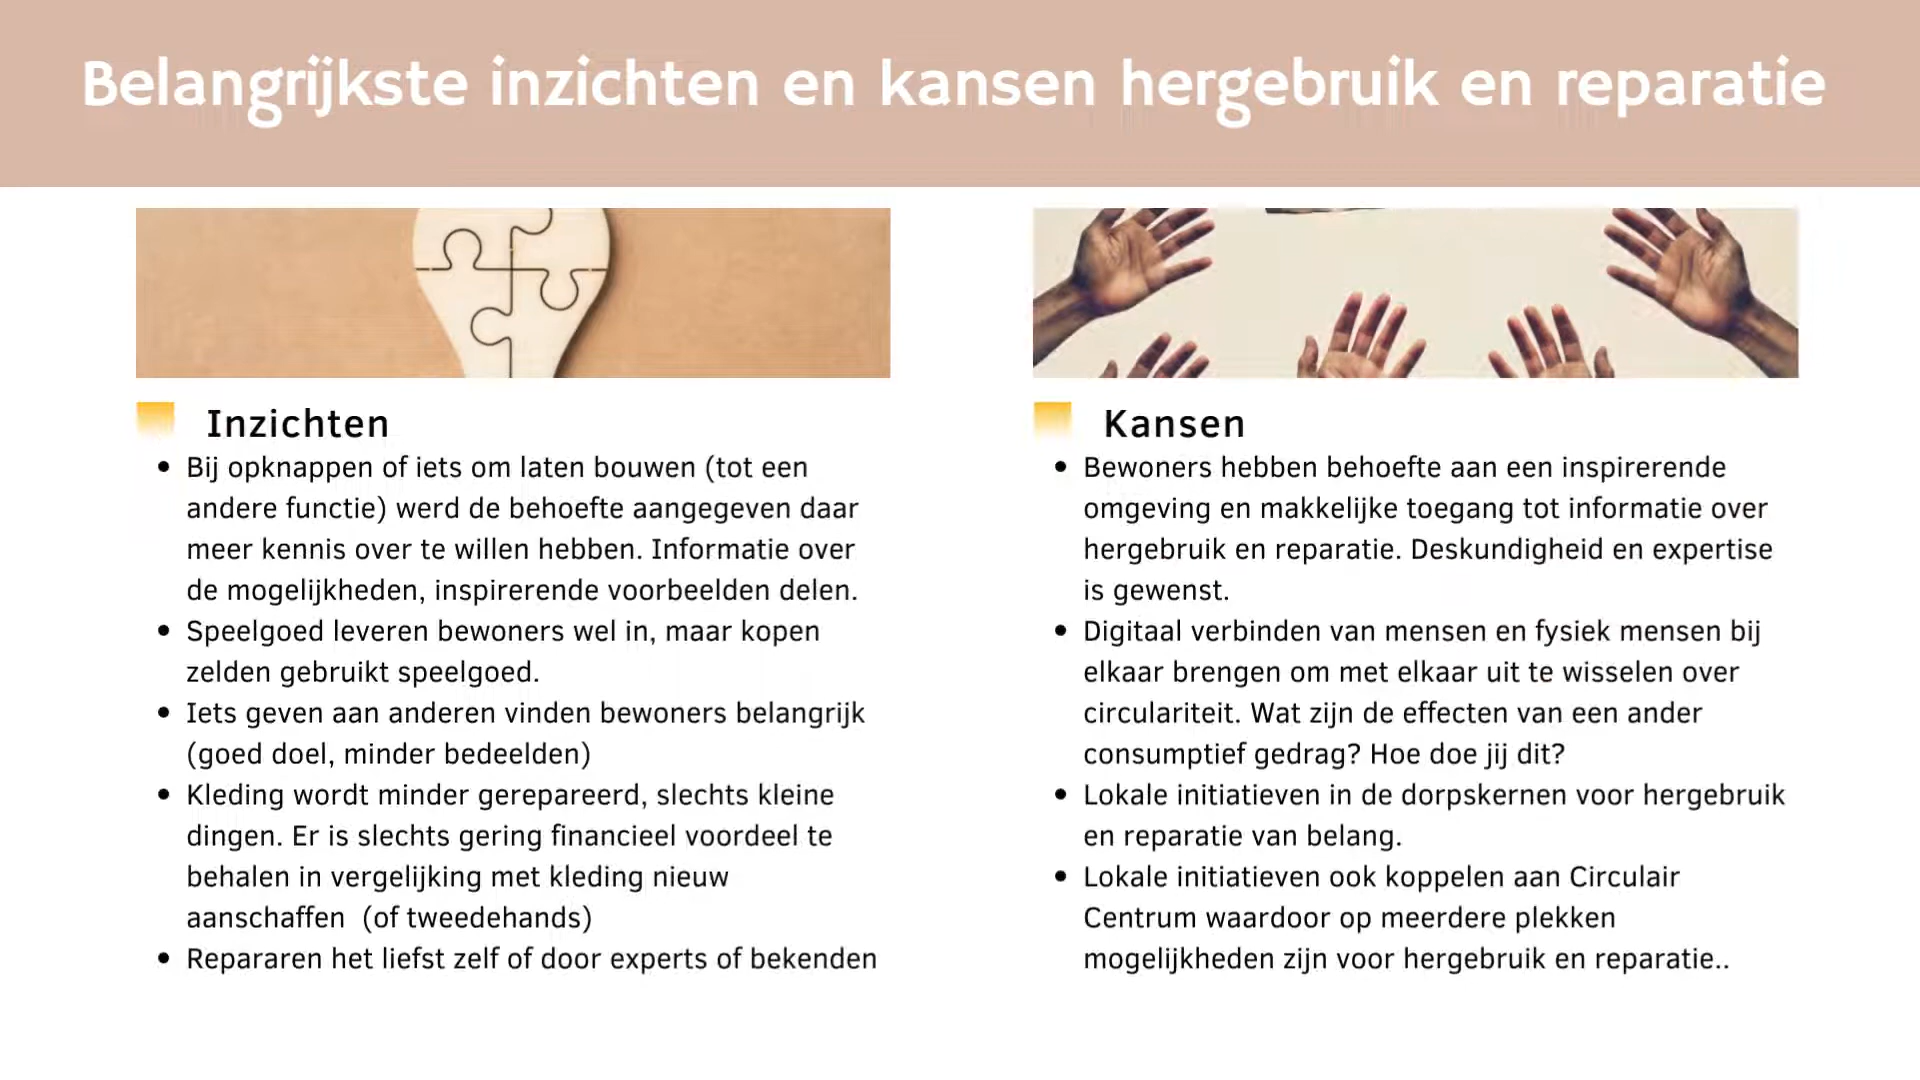 Belangrijkste inzichten en kansen hergebruik en reparatie
Inzichten
• Bij opknappen of iets om laten bouwen (tot een
andere functie) werd de behoefte aangegeven daar
meer kennis over te willen hebben. Informatie over
de mogelijkheden, inspirerende voorbeelden delen.
• Speelgoed leveren bewoners wel in, maar kopen
zelden gebruikt speelgoed.
• Iets geven aan anderen vinden bewoners belangrijk
(goed doel, minder bedeelden)
• Kleding wordt minder gerepareerd, slechts kleine
dingen. Er is slechts gering financieel voordeel te
behalen in vergelijking met kleding nieuw
aanschaffen  (of tweedehands)
• Repararen het liefst zelf of door experts of bekenden
Kansen
• Bewoners hebben behoefte aan een inspirerende
omgeving en makkelijke toegang tot informatie over
hergebruik en reparatie. Deskundigheid en expertise
is gewenst.
• Digitaal verbinden van mensen en fysiek mensen bij
elkaar brengen om met elkaar uit te wisselen over
circulariteit. Wat zijn de effecten van een ander
consumptief gedrag? Hoe doe jij dit?
• Lokale initiatieven in de dorpskernen voor hergebruik
en reparatie van belang.
• Lokale initiatieven ook koppelen aan Circulair
Centrum waardoor op meerdere plekken
mogelijkheden zijn voor hergebruik en reparatie..